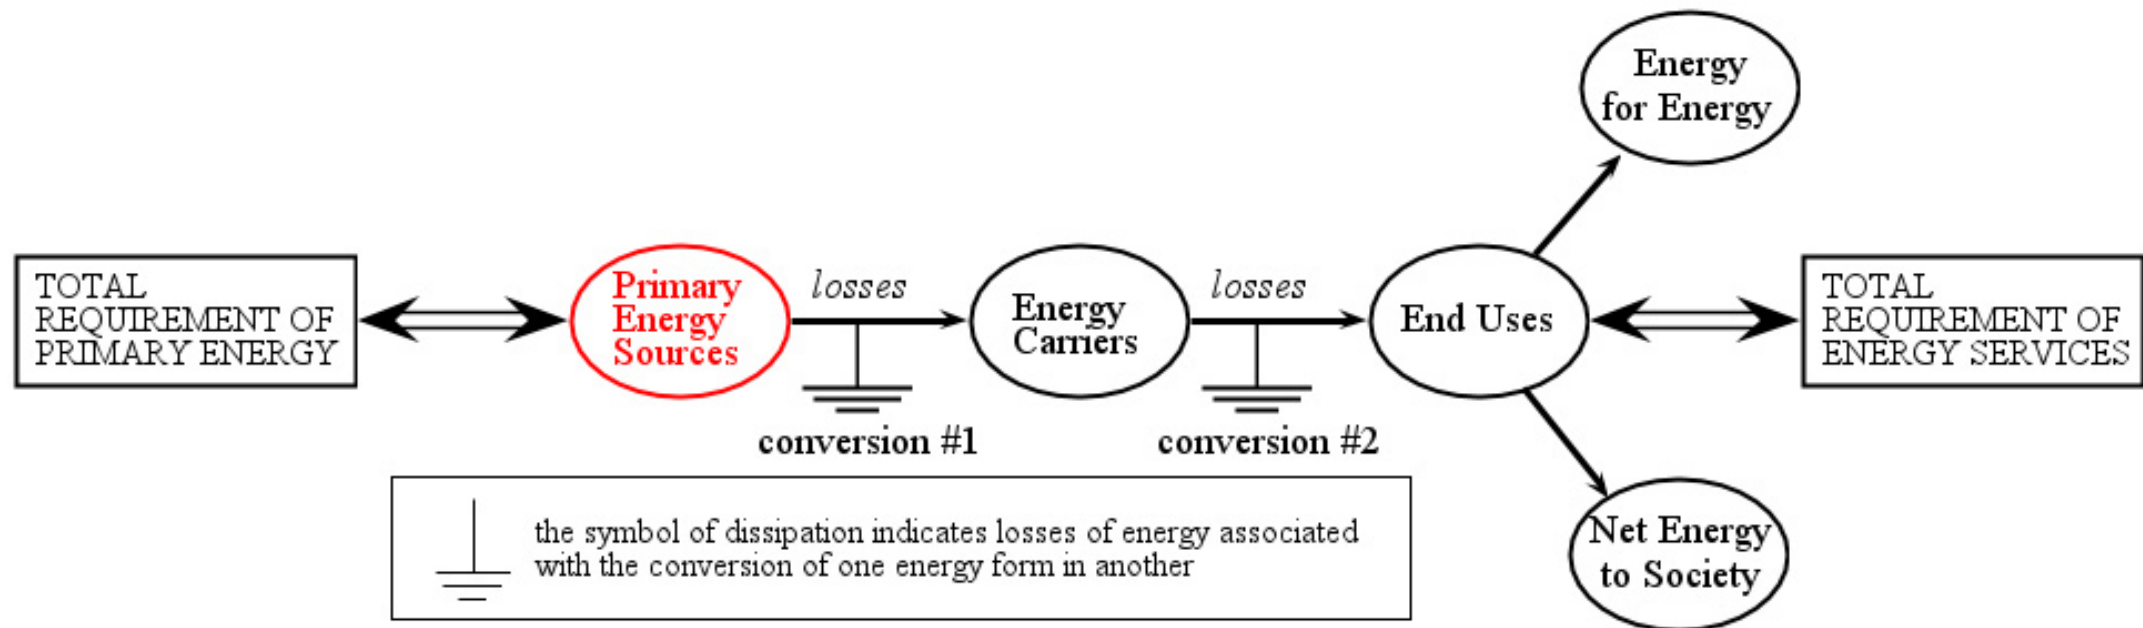 Energy
for Energy
TOTAL
REQUIREMENT OF
PRIMARY ENERGY
Primary
Energy
Sources
losses
conversion #1
Energy
Carriers
losses
conversion #2
End Uses
TOTAL
REQUIREMENT OF
ENERGY SERVICES
the symbol of dissipation indicates losses of energy associated
with the conversion of one energy form in another
Net Energy
to Society